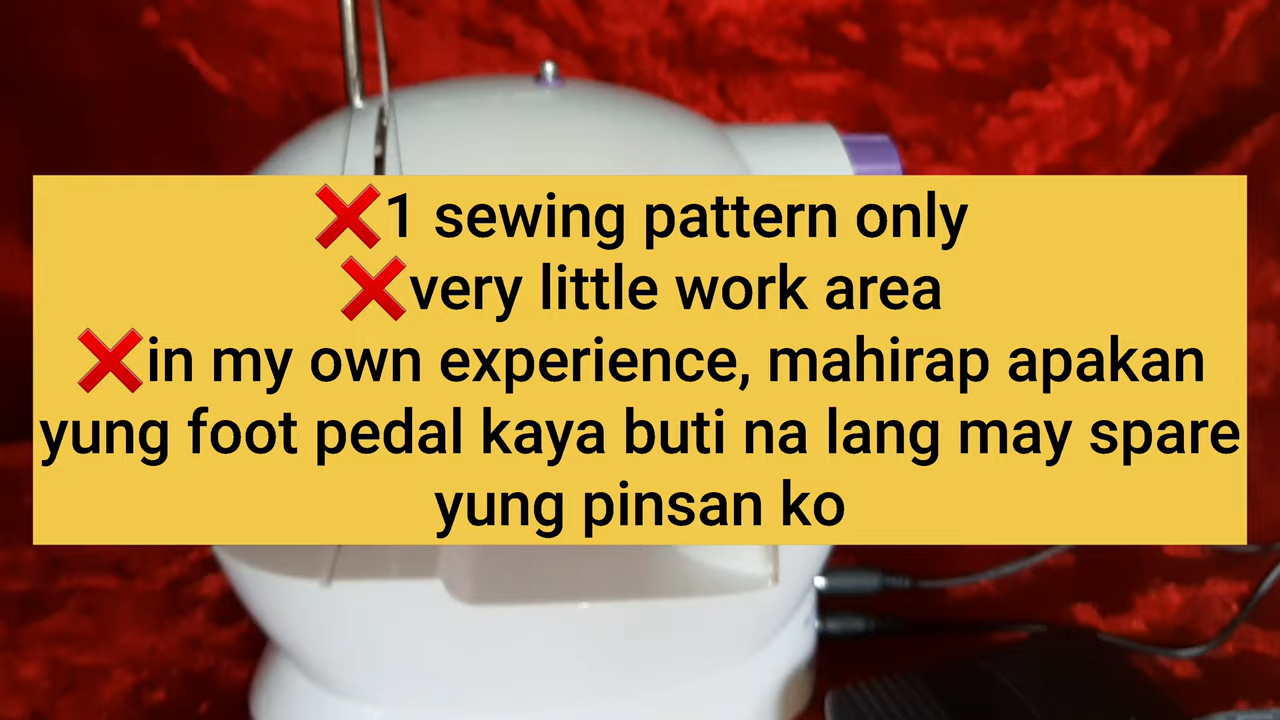 ❌1 sewing pattern only
❌very little work area
❌in my own experience, mahirap apakan
yung foot pedal kaya buti na lang may spare
yung pinsan ko